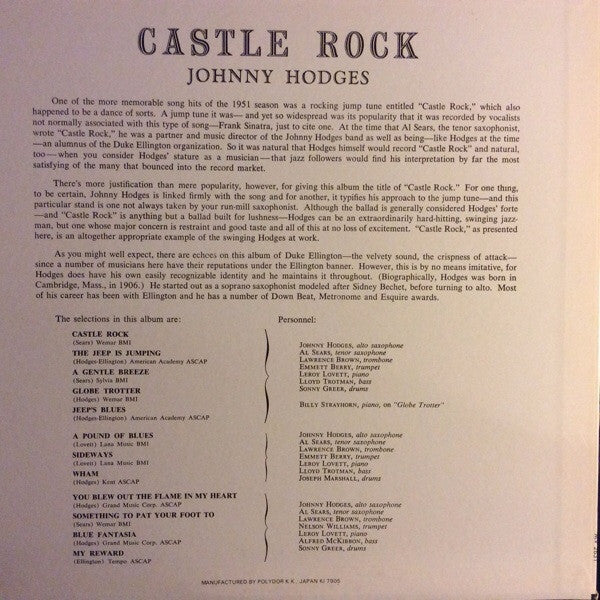 CASTLE ROCK
JOHNNY HODGES
One of the more memorable song hits of the 1951 season was a rocking jump tune entitled "Castle Rock," which also
happened to be a dance of sorts. A jump tune it was—and yet so widespread was its popularity that it was recorded by vocalists
not normally associated with this type of song—Frank Sinatra, just to cite one. At the time that Al Sears, the tenor saxophonist,
wrote "Castle Rock," he was a partner and music director of the Johnny Hodges band as well as being—like Hodges at the time
—an alumnus of the Duke Ellington organization. So it was natural that Hodges himself would record "Castle Rock" and natural,
too—when you consider Hodges' stature as a musician—that jazz followers would find his interpretation by far the most
satisfying of the many that bounced into the record market.
There's more justification than mere popularity, however, for giving this album the title of "Castle Rock." For one thing,
to be certain, Johnny Hodges is linked firmly with the song and for another, it typifies his approach to the jump tune—and this
particular stand is one not always taken by your run-mill saxophonist. Although the ballad is generally considered Hodges' forte
—and "Castle Rock" is anything but a ballad built for lushness—Hodges can be an extraordinarily hard-hitting, swinging jazz-
man, but one whose major concern is restraint and good taste and all of this at no loss of excitement. "Castle Rock," as presented
here, is an altogether appropriate example of the swinging Hodges at work.
As you might well expect, there are echoes on this album of Duke Ellington—the velvety sound, the crispness of attack—
since a number of musicians here have their reputations under the Ellington banner. However, this is by no means imitative, for
Hodges does have his own easily recognizable identity and he maintains it throughout. (Biographically, Hodges was born in
Cambridge, Mass., in 1906.) He started out as a soprano saxophonist modeled after Sidney Bechet, before turning to alto. Most
of his career has been with Ellington and he has a number of Down Beat, Metronome and Esquire awards.
The selections in this album are:
CASTLE ROCK
(Sears) Wemar BMI
THE JEEP IS JUMPING
(Hodges-Ellington) American Academy ASCAP
A GENTLE BREEZE
(Sears) Sylvia BMI
GLOBE TROTTER
(Hodges) Wemar BMI
JEEP'S BLUES
(Hodges-Ellington) American Academy ASCAP
Personnel:
JOHNNY HODGES, alto saxophone
AL SEARS, tenor saxophone
LAWRENCE BROWN, trombone
EMMETT BERRY, trumpet
LEROY LOVETT, piano
LLOYD TROTMAN, bass
SONNY GREER, drums
BILLY STRAYHORN, piano, on "Globe Trotter"
A POUND OF BLUES
(Lovett) Lana Music BMI
SIDEWAYS
(Lovett) Lana Music BMI
WHAM
(Hodges) Kent ASCAP
JOHNNY HODGES, alto saxophone
AL SEARS, tenor saxophone
LAWRENCE BROWN, trombone
EMMETT BERRY, trumpet
LEROY LOVETT, piano
LLOYD TROTMAN, bass
JOSEPH MARSHALL, drums
YOU BLEW OUT THE FLAME IN MY HEART
(Hodges) Grand Music Corp. ASCAP
SOMETHING TO PAT YOUR FOOT TO
(Sears) Wemar BMI
BLUE FANTASIA
(Hodges) Grand Music Corp. ASCAP
MY REWARD
(Ellington) Tempo ASCAP
JOHNNY HODGES, alto saxophone
AL SEARS, tenor saxophone
LAWRENCE BROWN, trombone
NELSON WILLIAMS, trumpet
LEROY LOVETT, piano
ALFRED McKIBBON, bass
SONNY GREER, drums
MANUFACTURED BY POLYDOR K.K., JAPAN KI 7905